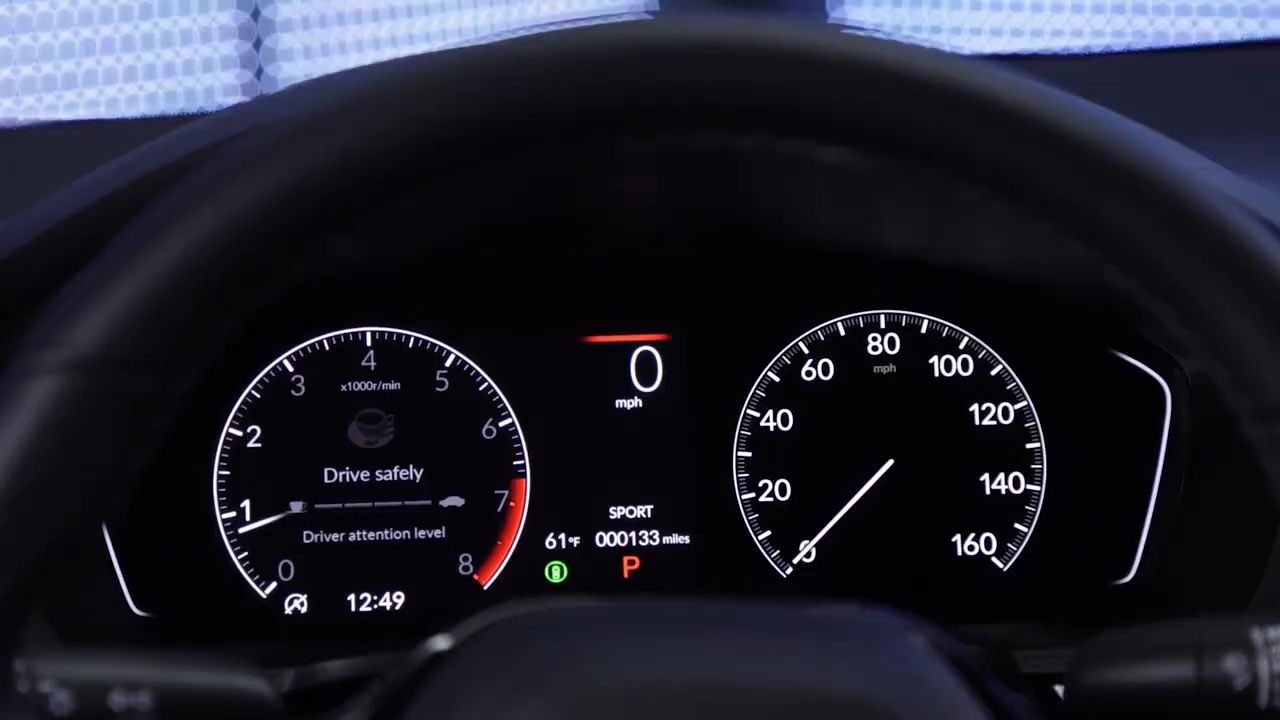 0
1
2
3
4
5
6
7
8
x1000r/min
Drive safely
Driver attention level
12:49
0
mph
SPORT
61°F
000133 miles
P
0
20
40
60
80
100
120
140
160
mph